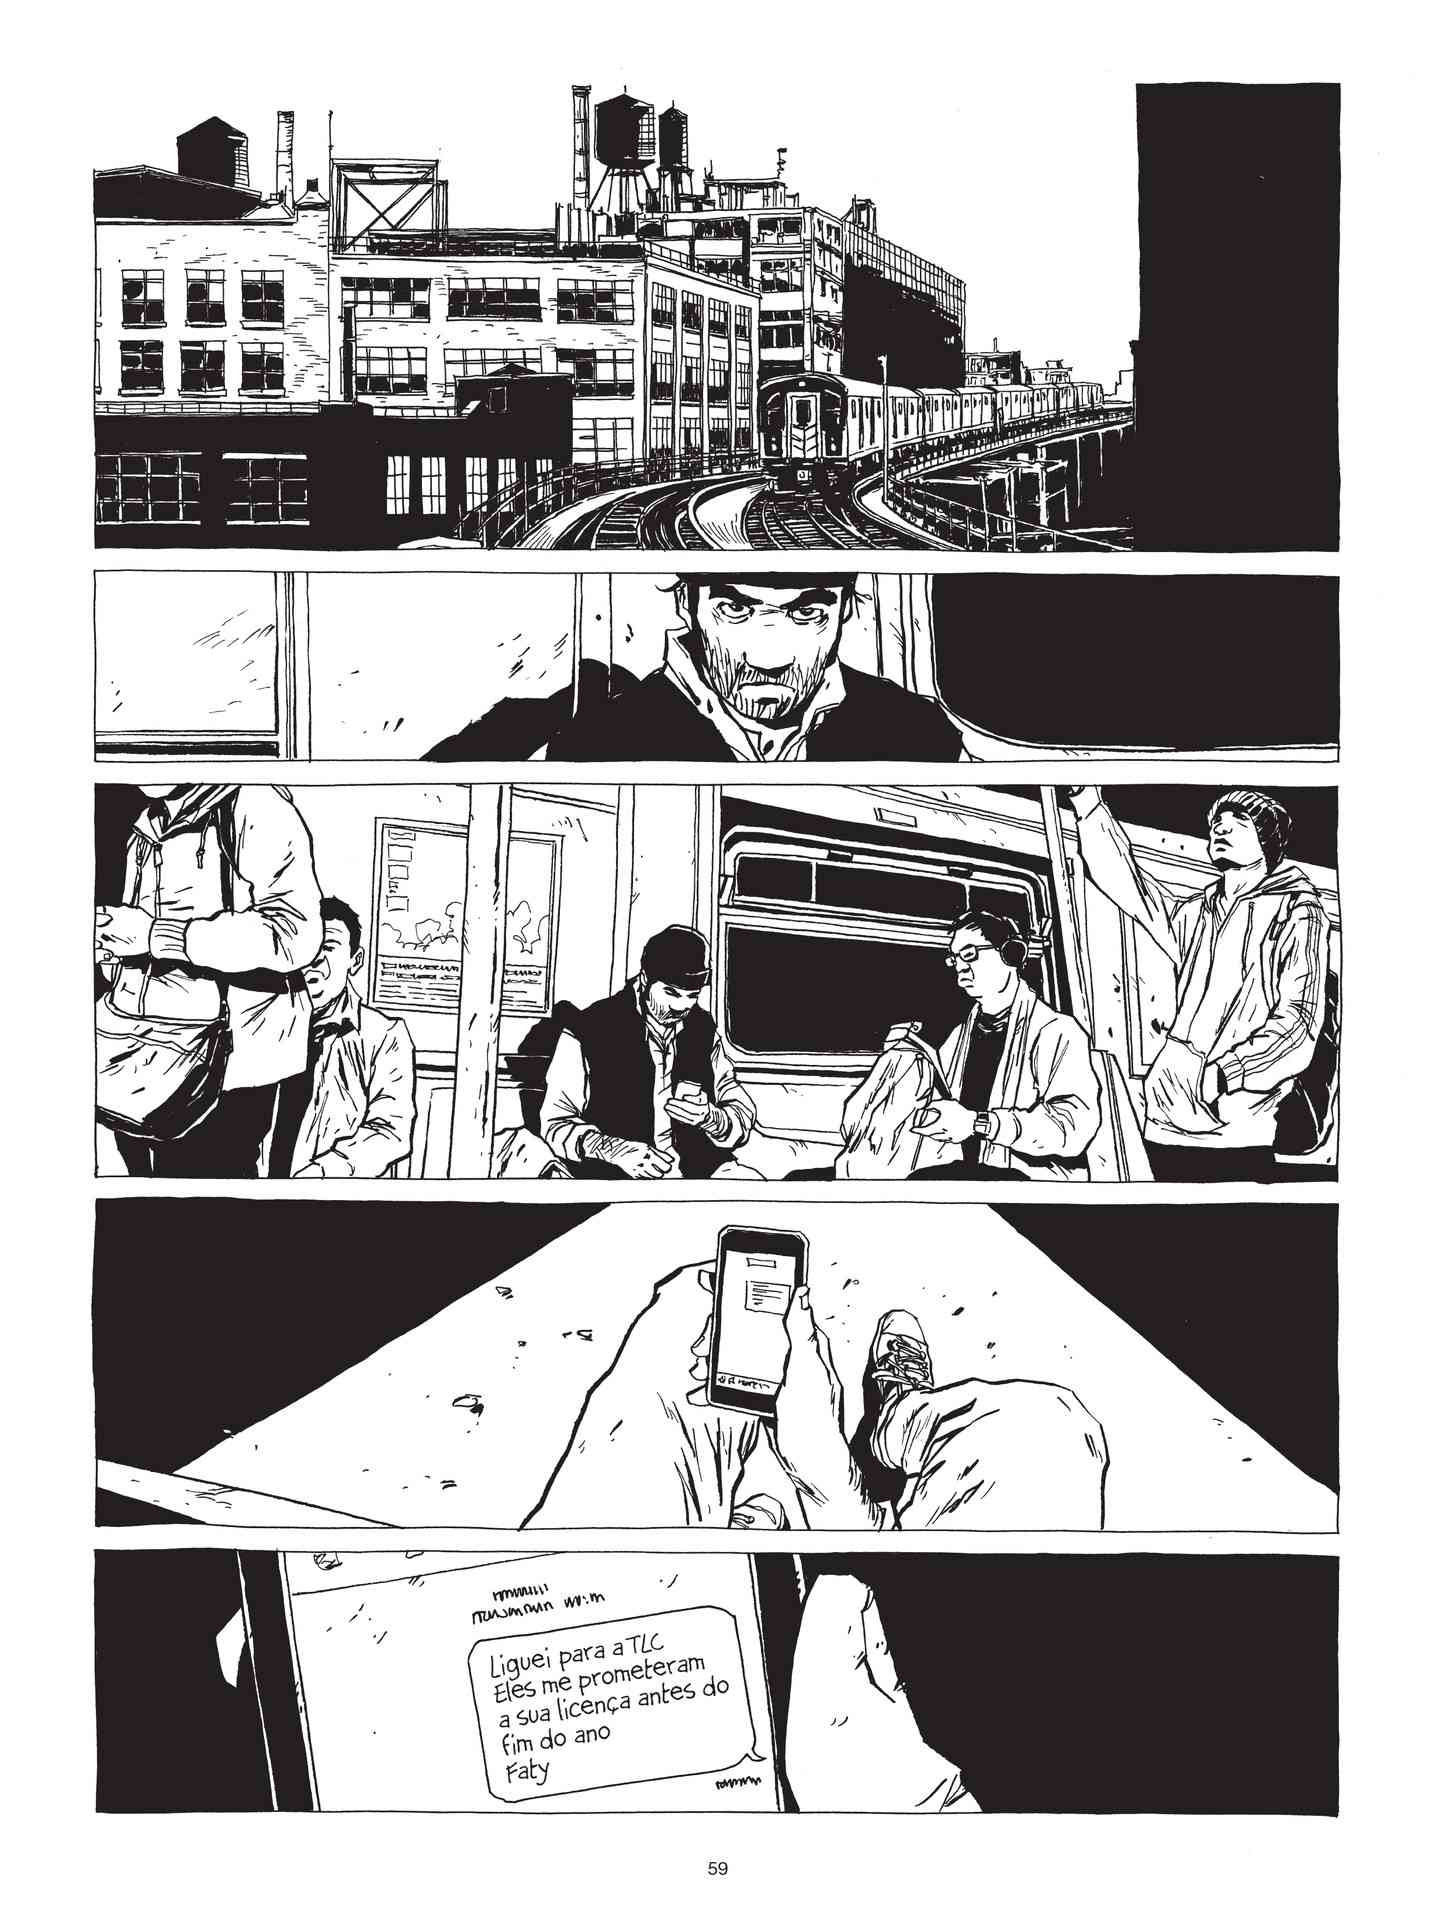 Liguei para a TLC
Eles me prometeram
a sua licença antes do
fim do ano
Faty
59